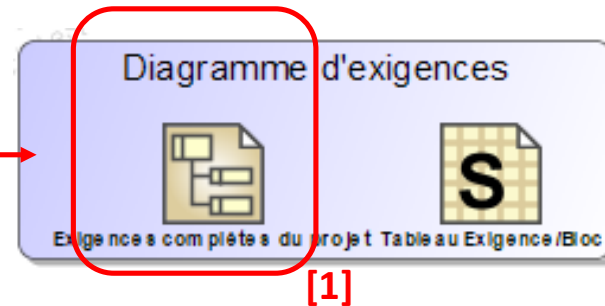 Diagramme d'exigences
S
Exigences complètes du projet Tableau Exigence/Bloc
[1]